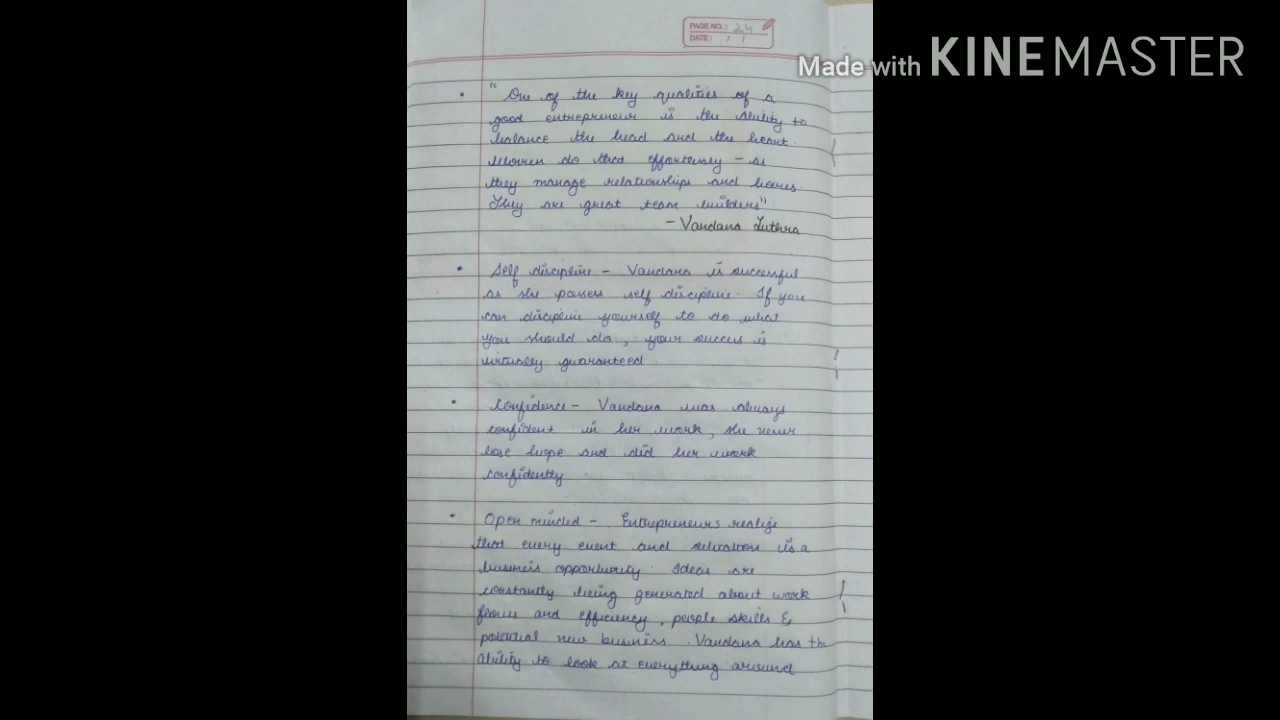 PAGE NO.: 24
DATE: / /
Made with KINEMASTER
• "One of the key qualities of a
good entrepreneur is the ability to
balance the head and the heart.
Women do that effortlessly - as
they manage relationships and homes.
They are great team builders"
- Vandana Luthra
• Self discipline - Vandana is successful
as she possess self discipline. If you
can discipline yourself to do what
you should do, your success is
virtually guaranteed.
• Confidence - Vandana was always
confident in her work, she never
lose hope and did her work
confidently
• Open minded - Entrepreneurs realize
that every event and situation is a
business opportunity. Ideas are
constantly being generated about work
flows and efficiency, people skills &
potential new business. Vandana has the
ability to look at everything around